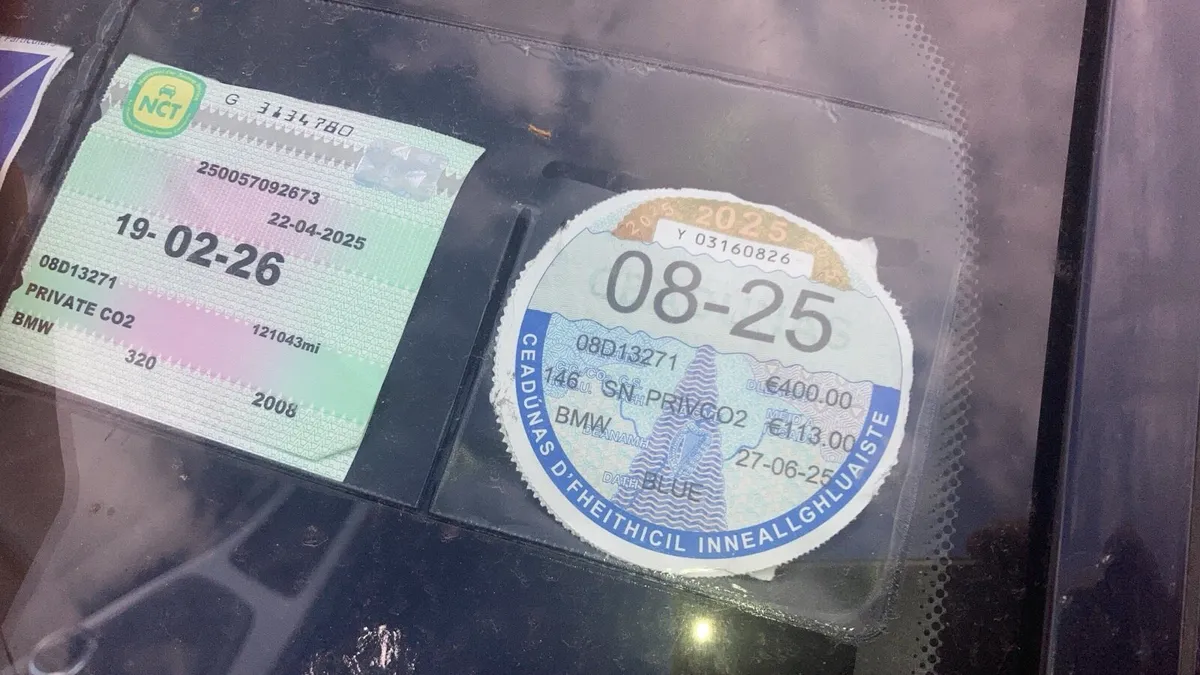 NCT
G 3134780
250057092673
22-04-2025
19- 02-26
08D13271
PRIVATE CO2
121043mi
BMW
320
2008
2025
Y 03160826
08-25
08D13271
€400.00
146 SN PRIVCO2
€113.00
BMW
27-06-25
BLUE
CEADÚNAS D'FHEITHICIL INNEALLGHLUAISTE